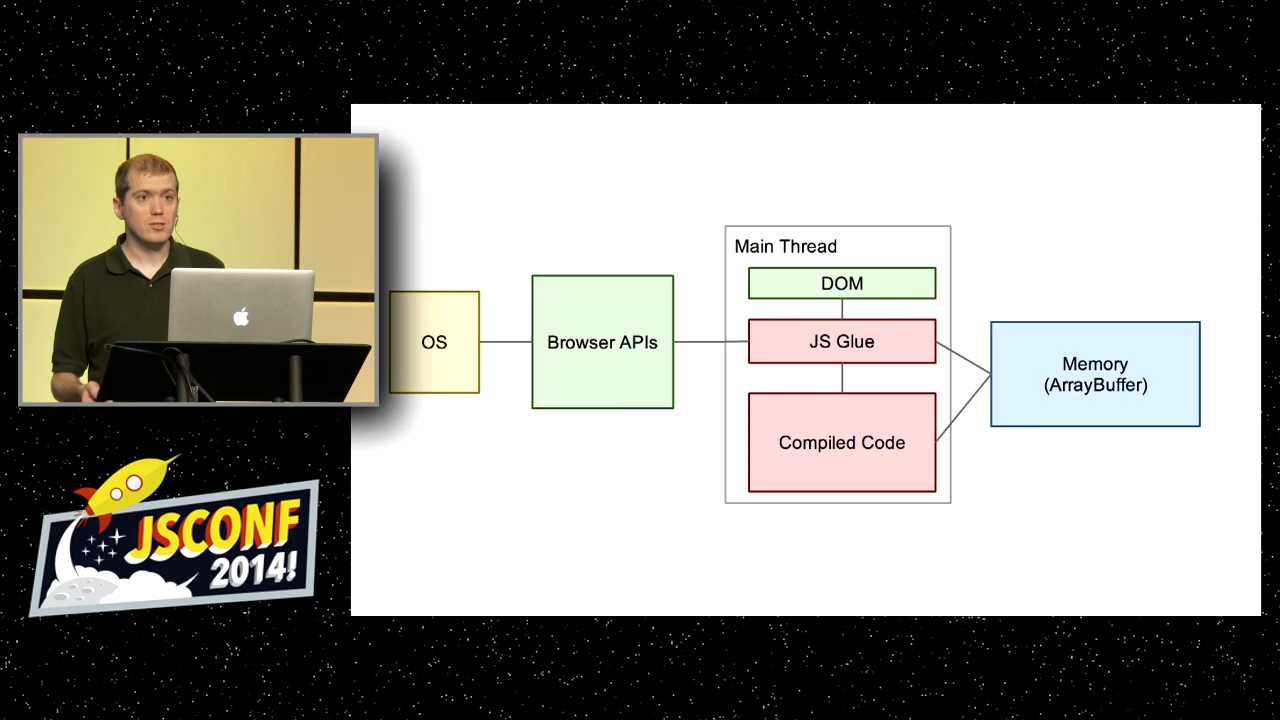 Main Thread
DOM
OS
Browser APIs
JS Glue
Memory
(ArrayBuffer)
Compiled Code
JSCONF
2014!